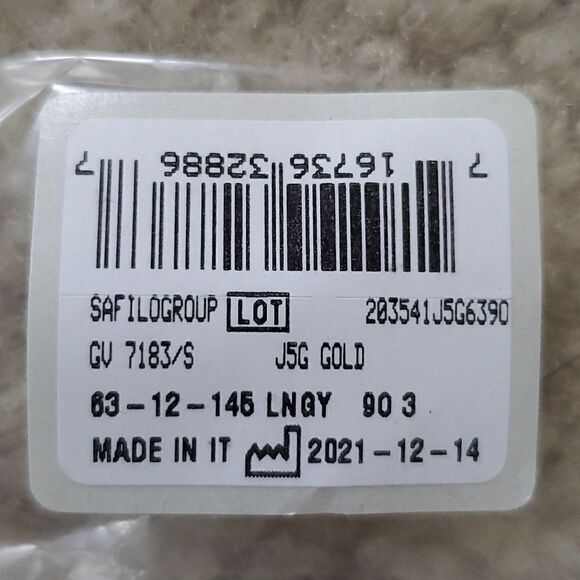 7 16736 32886 7
SAFILOGROUP LOT 203541J5G6390
GV 7183/S J5G GOLD
63-12-145 LNGY 90 3
MADE IN IT 2021-12-14